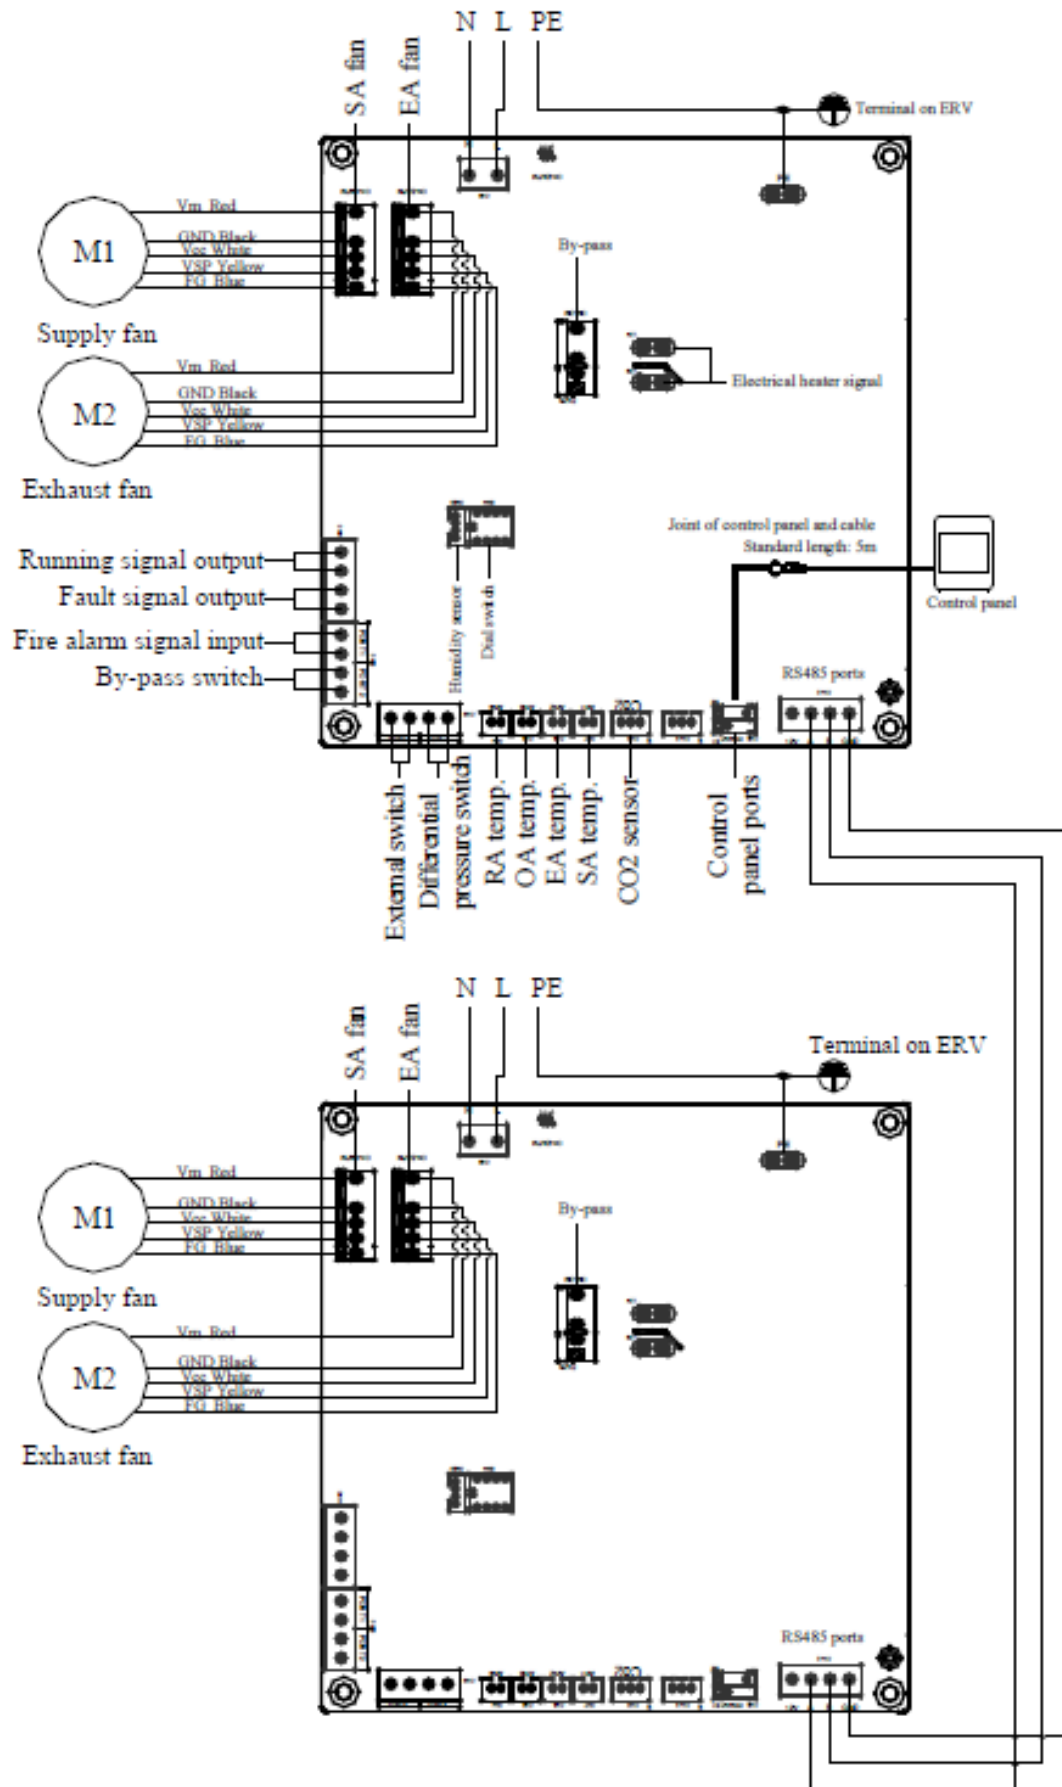 N L PE
SA fan
EA fan
Terminal on ERV
Vm Red
GND Black
Vcc White
VSP Yellow
FG Blue
M1
Supply fan
By-pass
Vm Red
GND Black
Vcc White
VSP Yellow
FG Blue
M2
Exhaust fan
Electrical heater signal
Joint of control panel and cable
Standard length: 5m
Control panel
Running signal output
Fault signal output
Fire alarm signal input
By-pass switch
Humidity sensor
Dial switch
RS485 ports
CO2
External switch
Differential
pressure switch
RA temp.
OA temp.
EA temp.
SA temp.
CO2 sensor
Control
panel ports
N L PE
SA fan
EA fan
Terminal on ERV
Vm Red
GND Black
Vcc White
VSP Yellow
FG Blue
M1
Supply fan
By-pass
Vm Red
GND Black
Vcc White
VSP Yellow
FG Blue
M2
Exhaust fan
RS485 ports
CO2